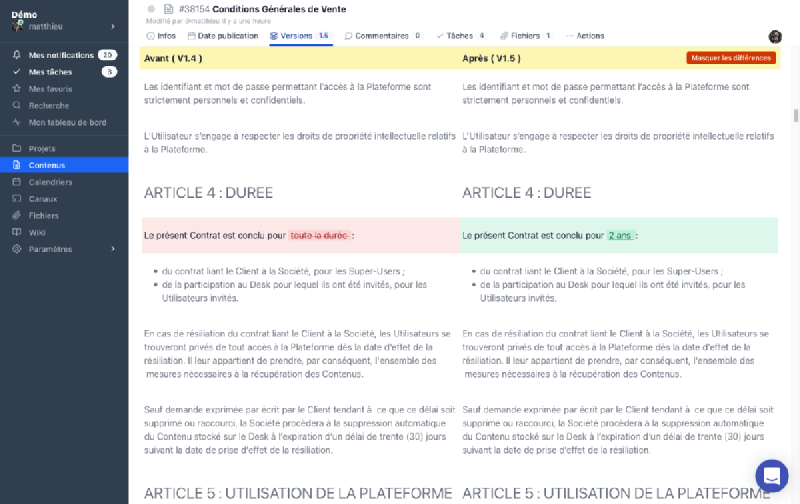 Démo
matthieu
Mes notifications 20
Mes tâches 3
Mes favoris
Recherche
Mon tableau de bord
Projets
Contenus
Calendriers
Canaux
Fichiers
Wiki
Paramètres
#38154 Conditions Générales de Vente
Modifié par @matthieu il y a une heure
Infos Date publication Versions 1.5 Commentaires 0 Tâches 4 Fichiers 1 ··· Actions
Avant ( V1.4 )
Les identifiant et mot de passe permettant l'accès à la Plateforme sont
strictement personnels et confidentiels.
L'Utilisateur s'engage à respecter les droits de propriété intellectuelle relatifs
à la Plateforme.
ARTICLE 4 : DUREE
Le présent Contrat est conclu pour toute la durée :
• du contrat liant le Client à la Société, pour les Super-Users ;
• de la participation au Desk pour lequel ils ont été invités, pour les
Utilisateurs invités.
En cas de résiliation du contrat liant le Client à la Société, les Utilisateurs se
trouveront privés de tout accès à la Plateforme dès la date d'effet de la
résiliation. Il leur appartient de prendre, par conséquent, l'ensemble des
mesures nécessaires à la récupération des Contenus.
Sauf demande exprimée par écrit par le Client tendant à ce que ce délai soit
supprimé ou raccourci, la Société procèdera à la suppression automatique
du Contenu stocké sur le Desk à l'expiration d'un délai de trente (30) jours
suivant la date de prise d'effet de la résiliation.
ARTICLE 5 : UTILISATION DE LA PLATEFORME
Après ( V1.5 )
Masquer les différences
Les identifiant et mot de passe permettant l'accès à la Plateforme sont
strictement personnels et confidentiels.
L'Utilisateur s'engage à respecter les droits de propriété intellectuelle relatifs
à la Plateforme.
ARTICLE 4 : DUREE
Le présent Contrat est conclu pour 2 ans :
• du contrat liant le Client à la Société, pour les Super-Users ;
• de la participation au Desk pour lequel ils ont été invités, pour les
Utilisateurs invités.
En cas de résiliation du contrat liant le Client à la Société, les Utilisateurs se
trouveront privés de tout accès à la Plateforme dès la date d'effet de la
résiliation. Il leur appartient de prendre, par conséquent, l'ensemble des
mesures nécessaires à la récupération des Contenus.
Sauf demande exprimée par écrit par le Client tendant à ce que ce délai soit
supprimé ou raccourci, la Société procèdera à la suppression automatique
du Contenu stocké sur le Desk à l'expiration d'un délai de trente (30) jours
suivant la date de prise d'effet de la résiliation.
ARTICLE 5 : UTILISATION DE LA PLATEFORME